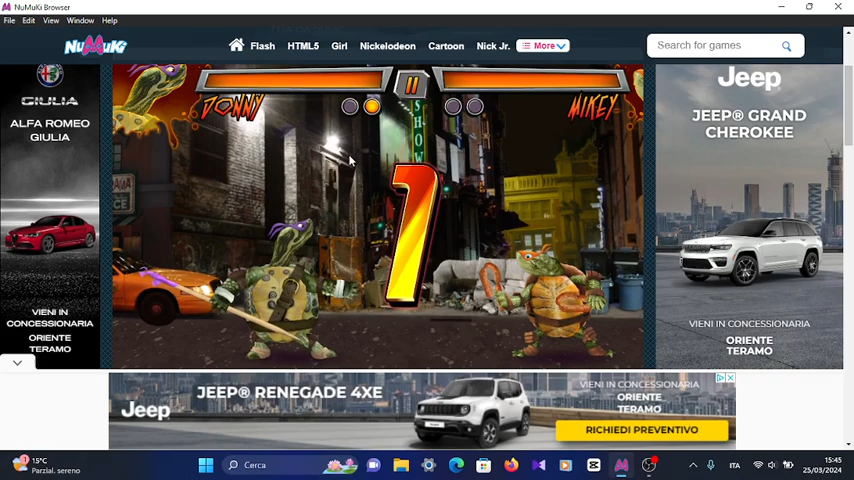 NuMuKi Browser
File Edit View Window Help
NuMuKi
Flash HTML5 Girl Nickelodeon Cartoon Nick Jr. More
Search for games
GIULIA
ALFA ROMEO
GIULIA
VIENI IN
CONCESSIONARIA
ORIENTE
TERAMO
DONNY
MIKEY
SHOW
1
Jeep
JEEP® GRAND
CHEROKEE
VIENI IN CONCESSIONARIA
ORIENTE
TERAMO
Jeep
JEEP® RENEGADE 4XE
VIENI IN CONCESSIONARIA
ORIENTE
TERAMO
RICHIEDI PREVENTIVO
1
15°C
Parzial. sereno
Cerca
ITA
15:45
25/03/2024